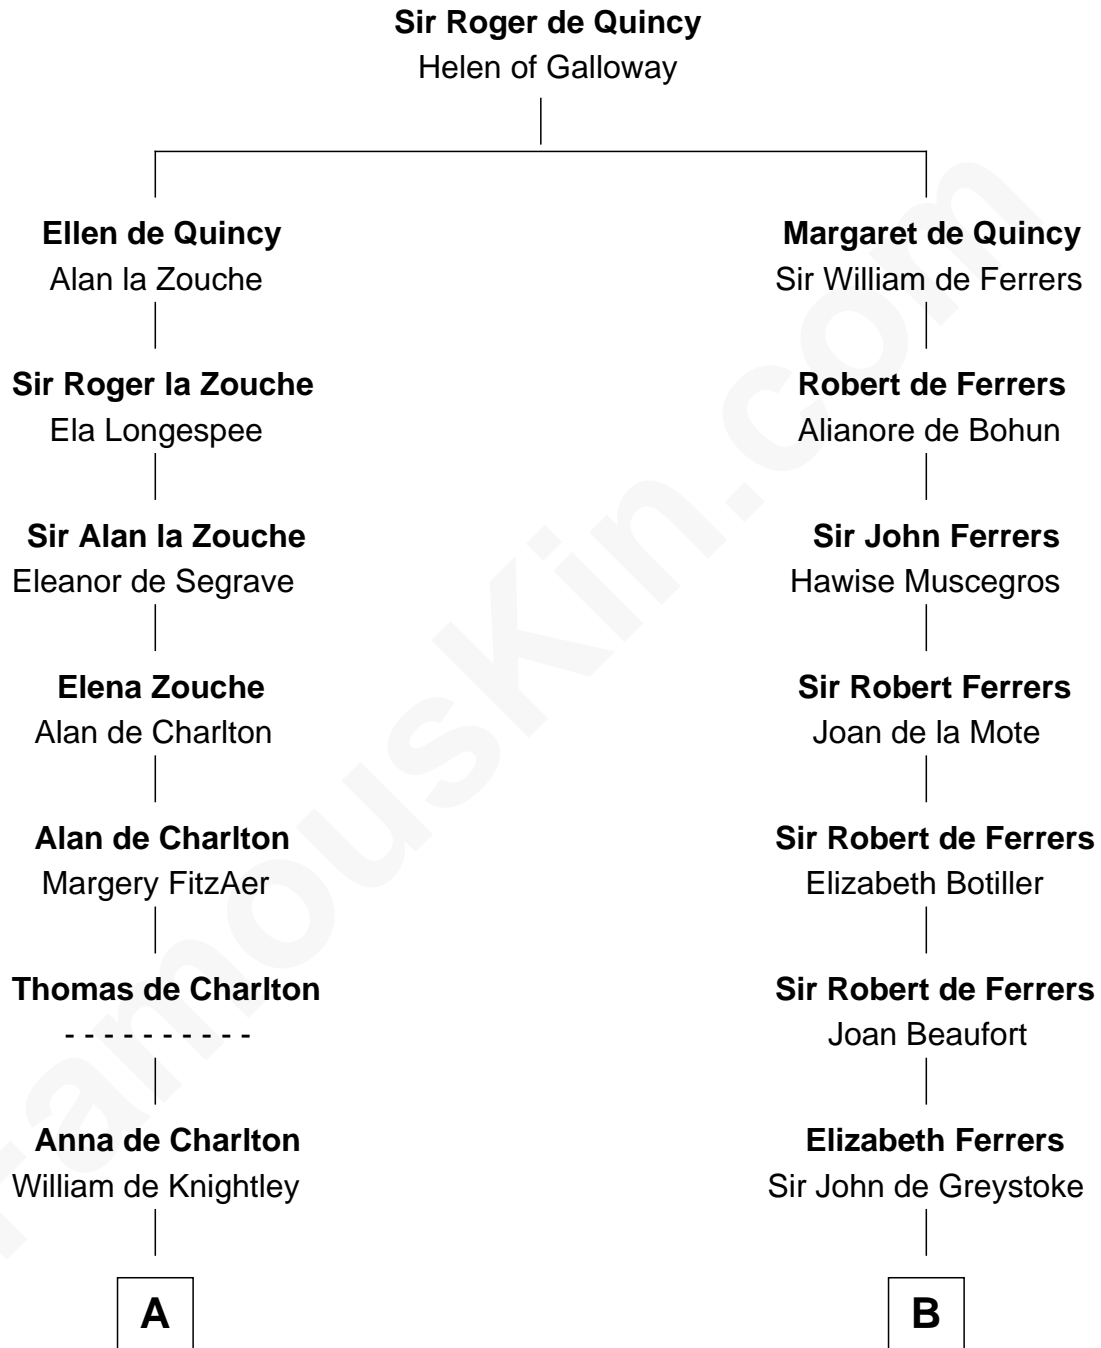 Sir Roger de Quincy
Helen of Galloway
Ellen de Quincy
Alan la Zouche
Margaret de Quincy
Sir William de Ferrers
Sir Roger la Zouche
Ela Longespee
Robert de Ferrers
Alianore de Bohun
Sir Alan la Zouche
Eleanor de Segrave
Sir John Ferrers
Hawise Muscegros
Elena Zouche
Alan de Charlton
Sir Robert Ferrers
Joan de la Mote
Alan de Charlton
Margery FitzAer
Sir Robert de Ferrers
Elizabeth Botiller
Thomas de Charlton
- - - - - - - - - -
Sir Robert de Ferrers
Joan Beaufort
Anna de Charlton
William de Knightley
Elizabeth Ferrers
Sir John de Greystoke
A
B
FamousKin.com